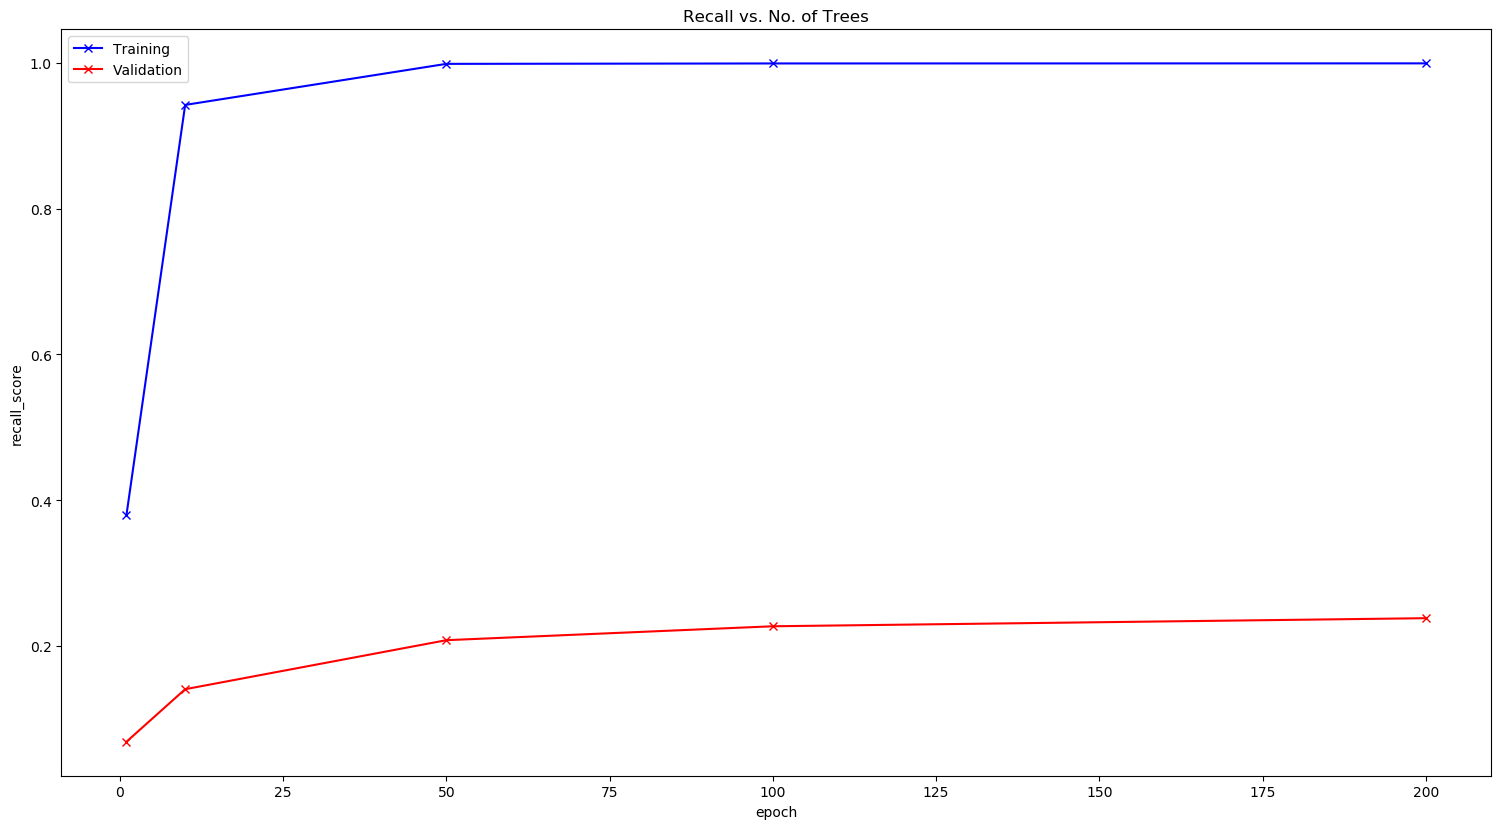 Recall vs. No. of Trees
Training
Validation
1.0
0.8
0.6
0.4
0.2
recall_score
0 25 50 75 100 125 150 175 200
epoch